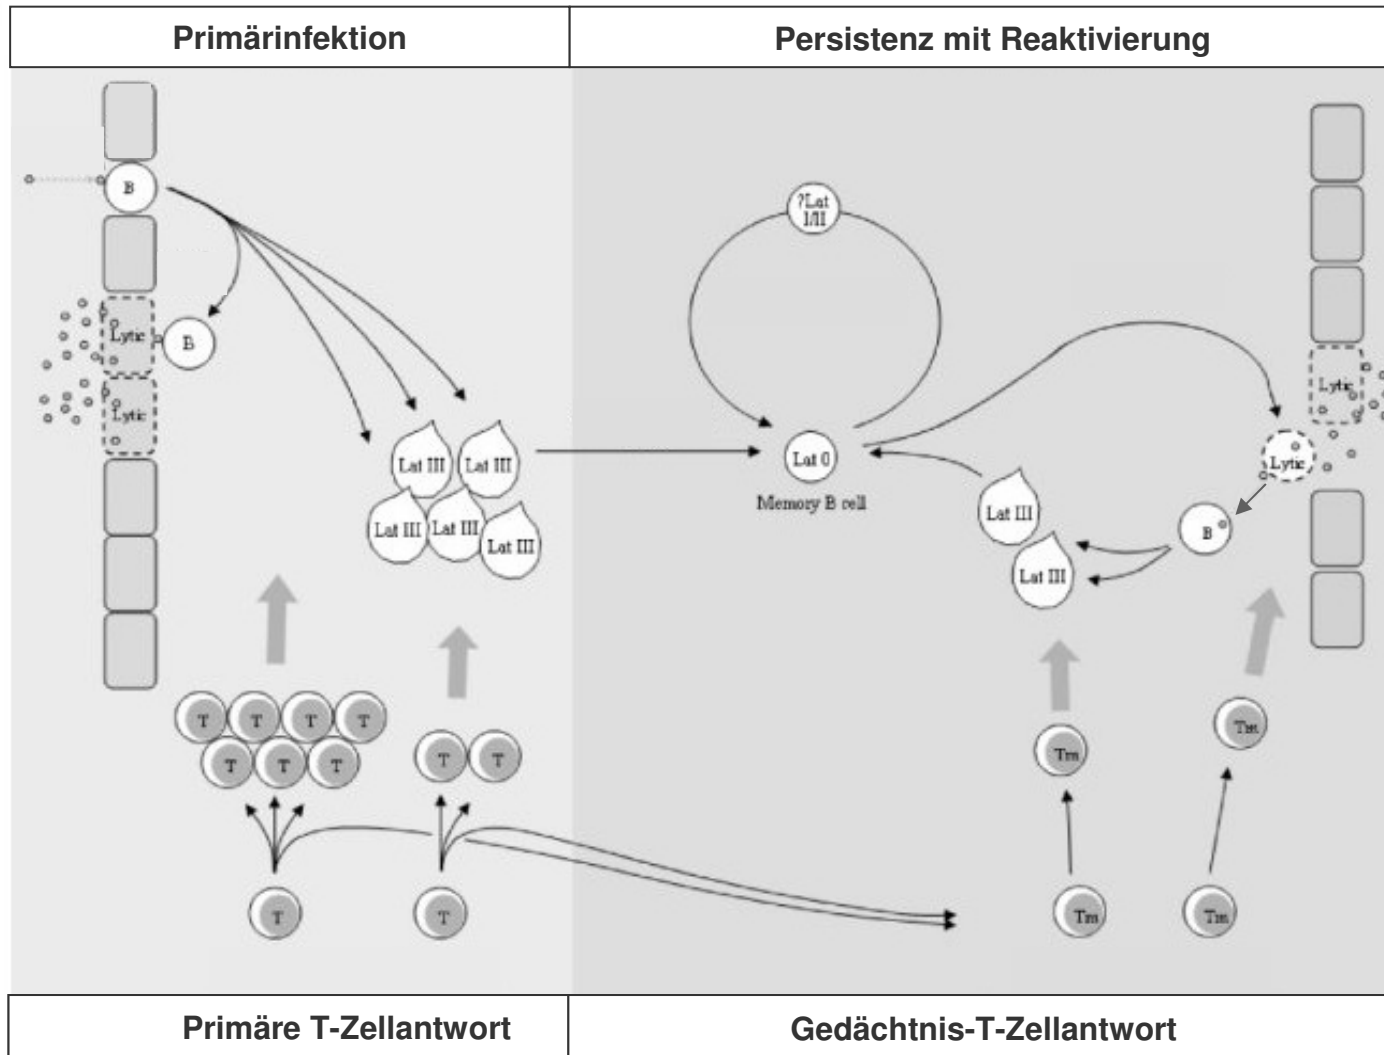 Primärinfektion
Persistenz mit Reaktivierung
B
Lytic
B
Lytic
Lat III
Lat III
Lat III
Lat III
Lat III
?Lat
I/II
Lat 0
Memory B cell
Lat III
Lat III
B
Lytic
Lytic
T
T
T
T
T
T
T
T
T
T
T
Tm
Tm
Tm
Tm
Primäre T-Zellantwort
Gedächtnis-T-Zellantwort